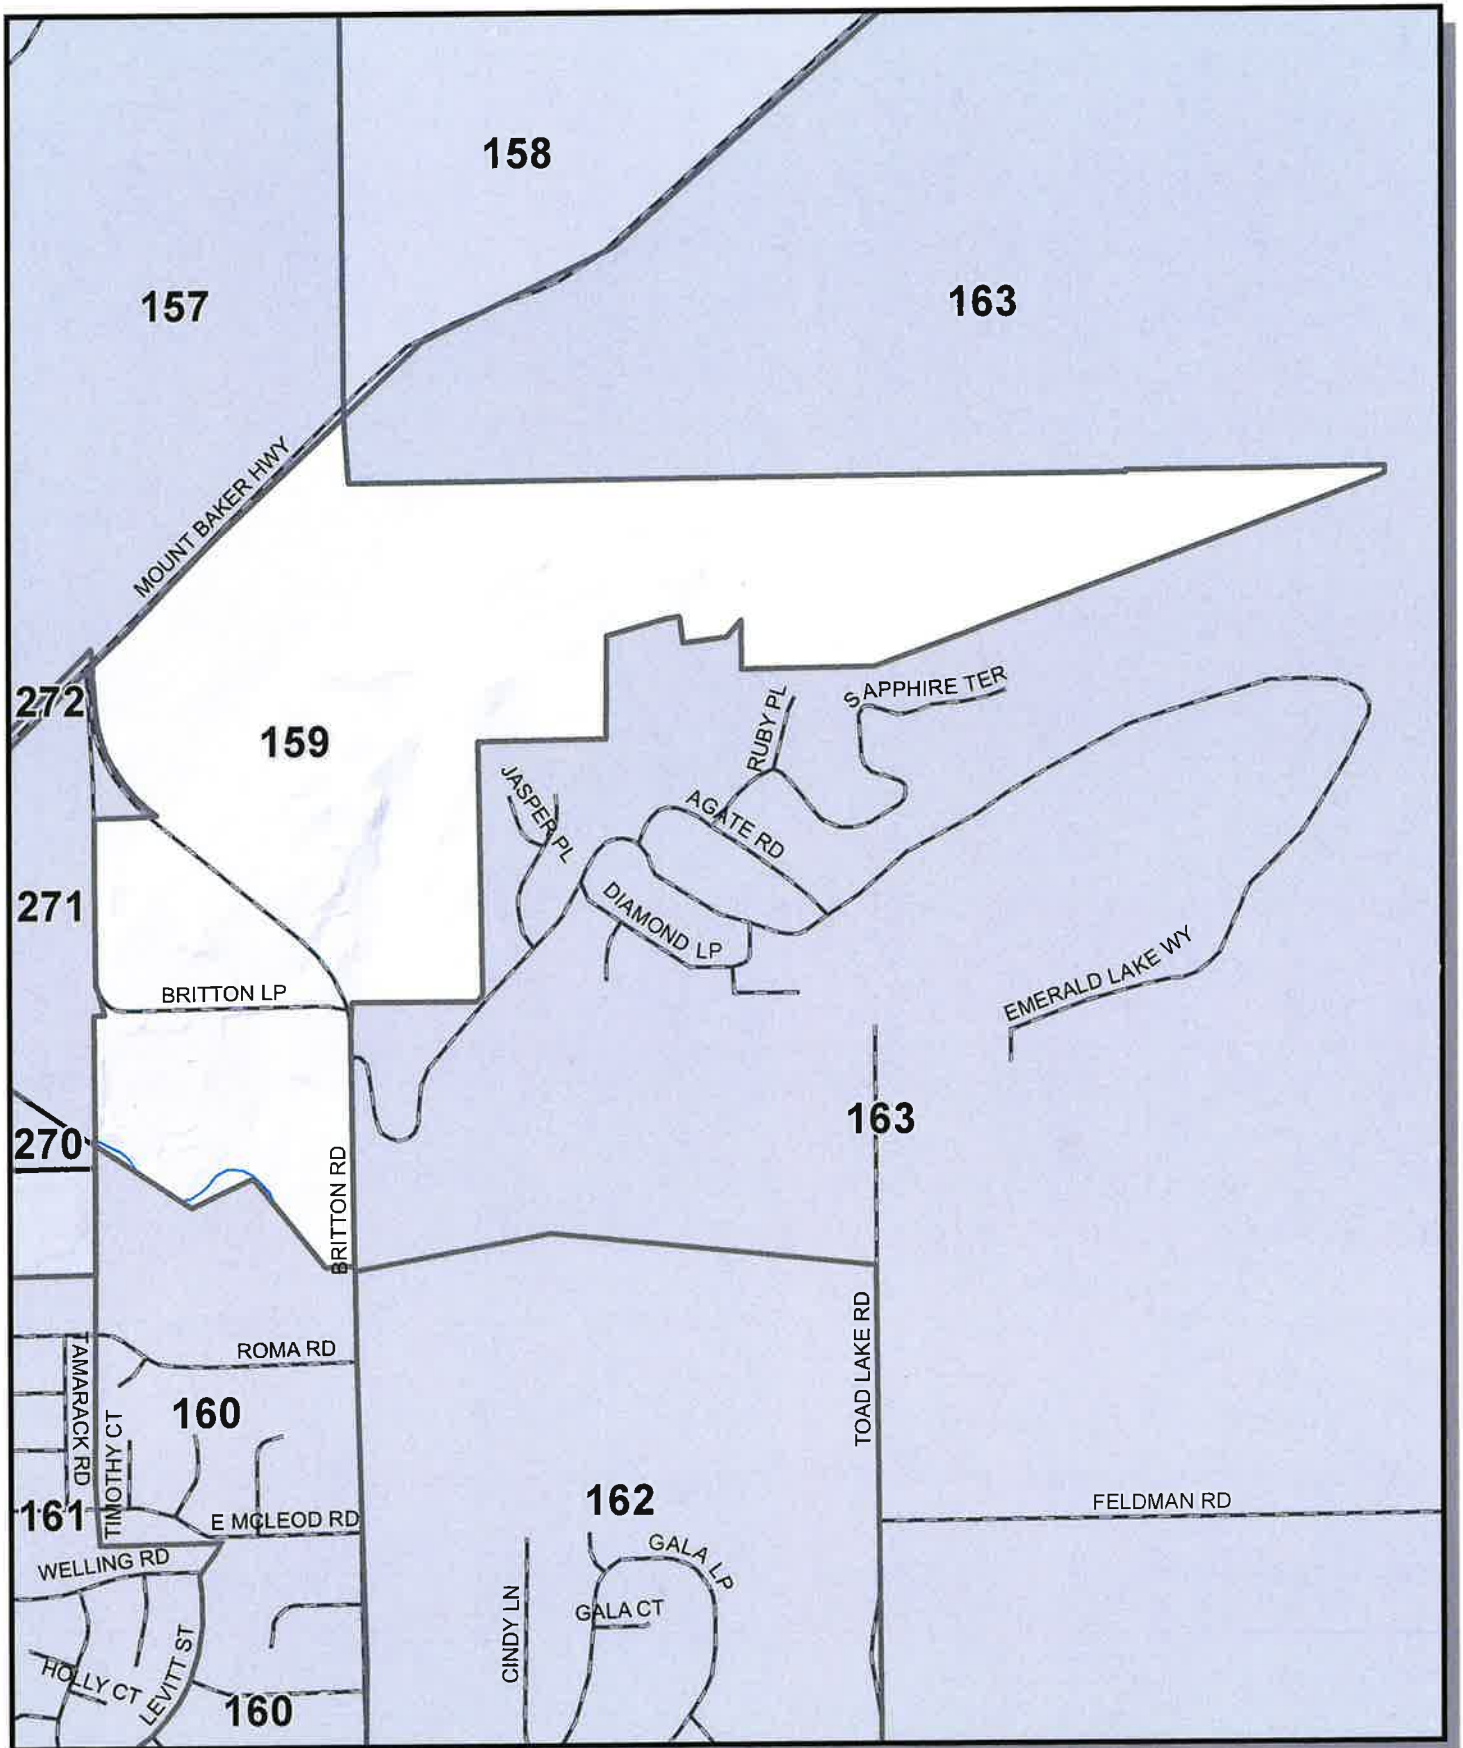 158
157
163
MOUNT BAKER HWY
272
159
RUBY PL
SAPPHIRE TER
JASPER PL
AGATE RD
271
DIAMOND LP
BRITTON LP
EMERALD LAKE WY
163
270
BRITTON RD
TOAD LAKE RD
ROMA RD
TAMARACK RD
160
TIMOTHY CT
162
161
E MCLEOD RD
FELDMAN RD
WELLING RD
GALA LP
GALA CT
CINDY LN
HOLLY CT
LEVITT ST
160